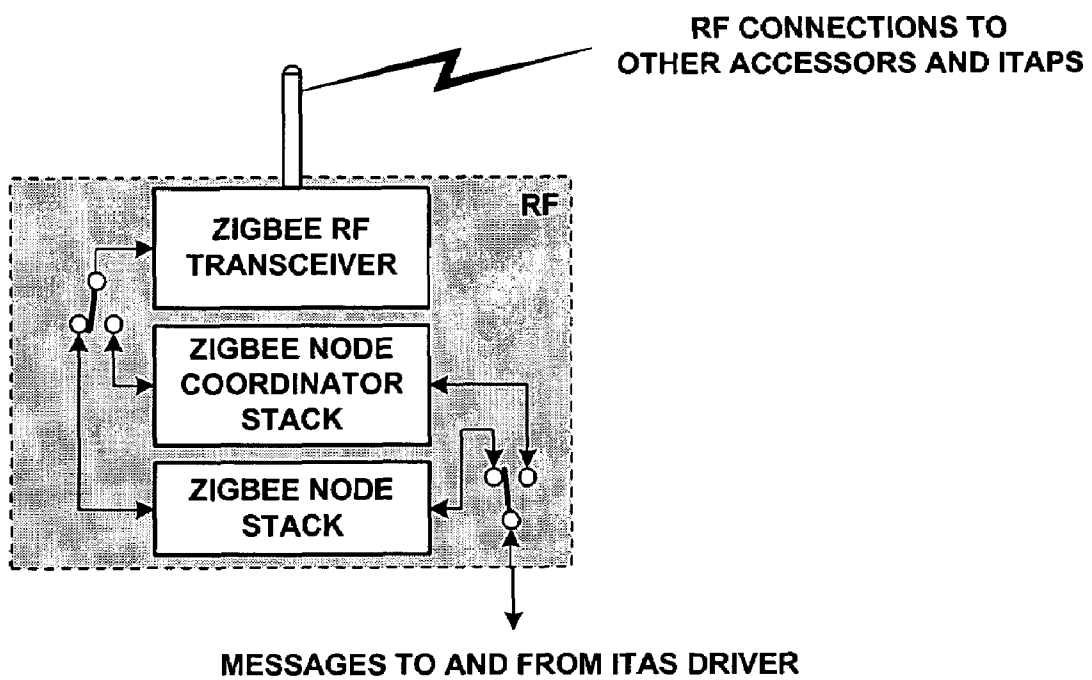 RF CONNECTIONS TO
OTHER ACCESSORS AND ITAPS
RF
ZIGBEE RF
TRANSCEIVER
ZIGBEE NODE
COORDINATOR
STACK
ZIGBEE NODE
STACK
MESSAGES TO AND FROM ITAS DRIVER